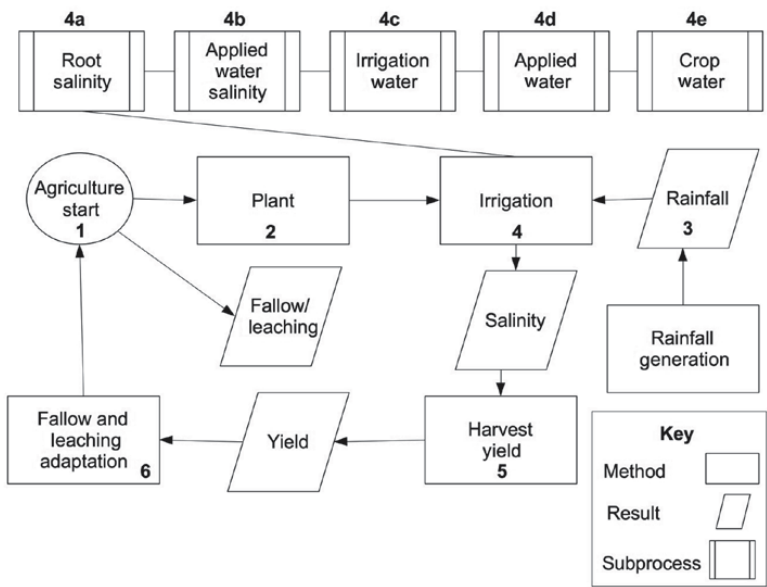 4a
4b
4c
4d
4e
Root
salinity
Applied
water
salinity
Irrigation
water
Applied
water
Crop
water
Agriculture
start
1
Plant
2
Irrigation
4
Rainfall
3
Fallow/
leaching
Salinity
Rainfall
generation
Fallow and
leaching
adaptation
6
Yield
Harvest
yield
5
Key
Method
Result
Subprocess